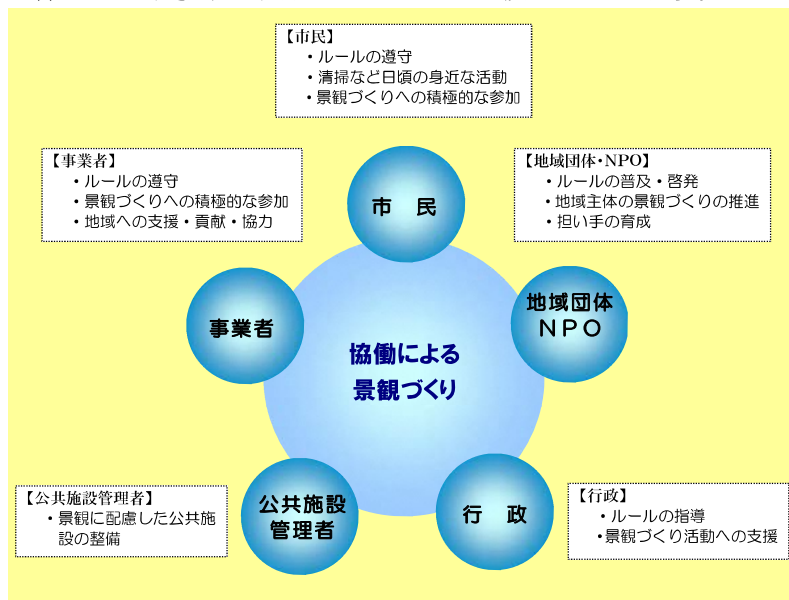 【市民】
・ルールの遵守
・清掃など日頃の身近な活動
・景観づくりへの積極的な参加
【事業者】
・ルールの遵守
・景観づくりへの積極的な参加
・地域への支援・貢献・協力
【地域団体・NPO】
・ルールの普及・啓発
・地域主体の景観づくりの推進
・担い手の育成
市　民
事業者
地域団体
ＮＰＯ
協働による
景観づくり
公共施設
管理者
行　政
【公共施設管理者】
・景観に配慮した公共施
設の整備
【行政】
・ルールの指導
・景観づくり活動への支援